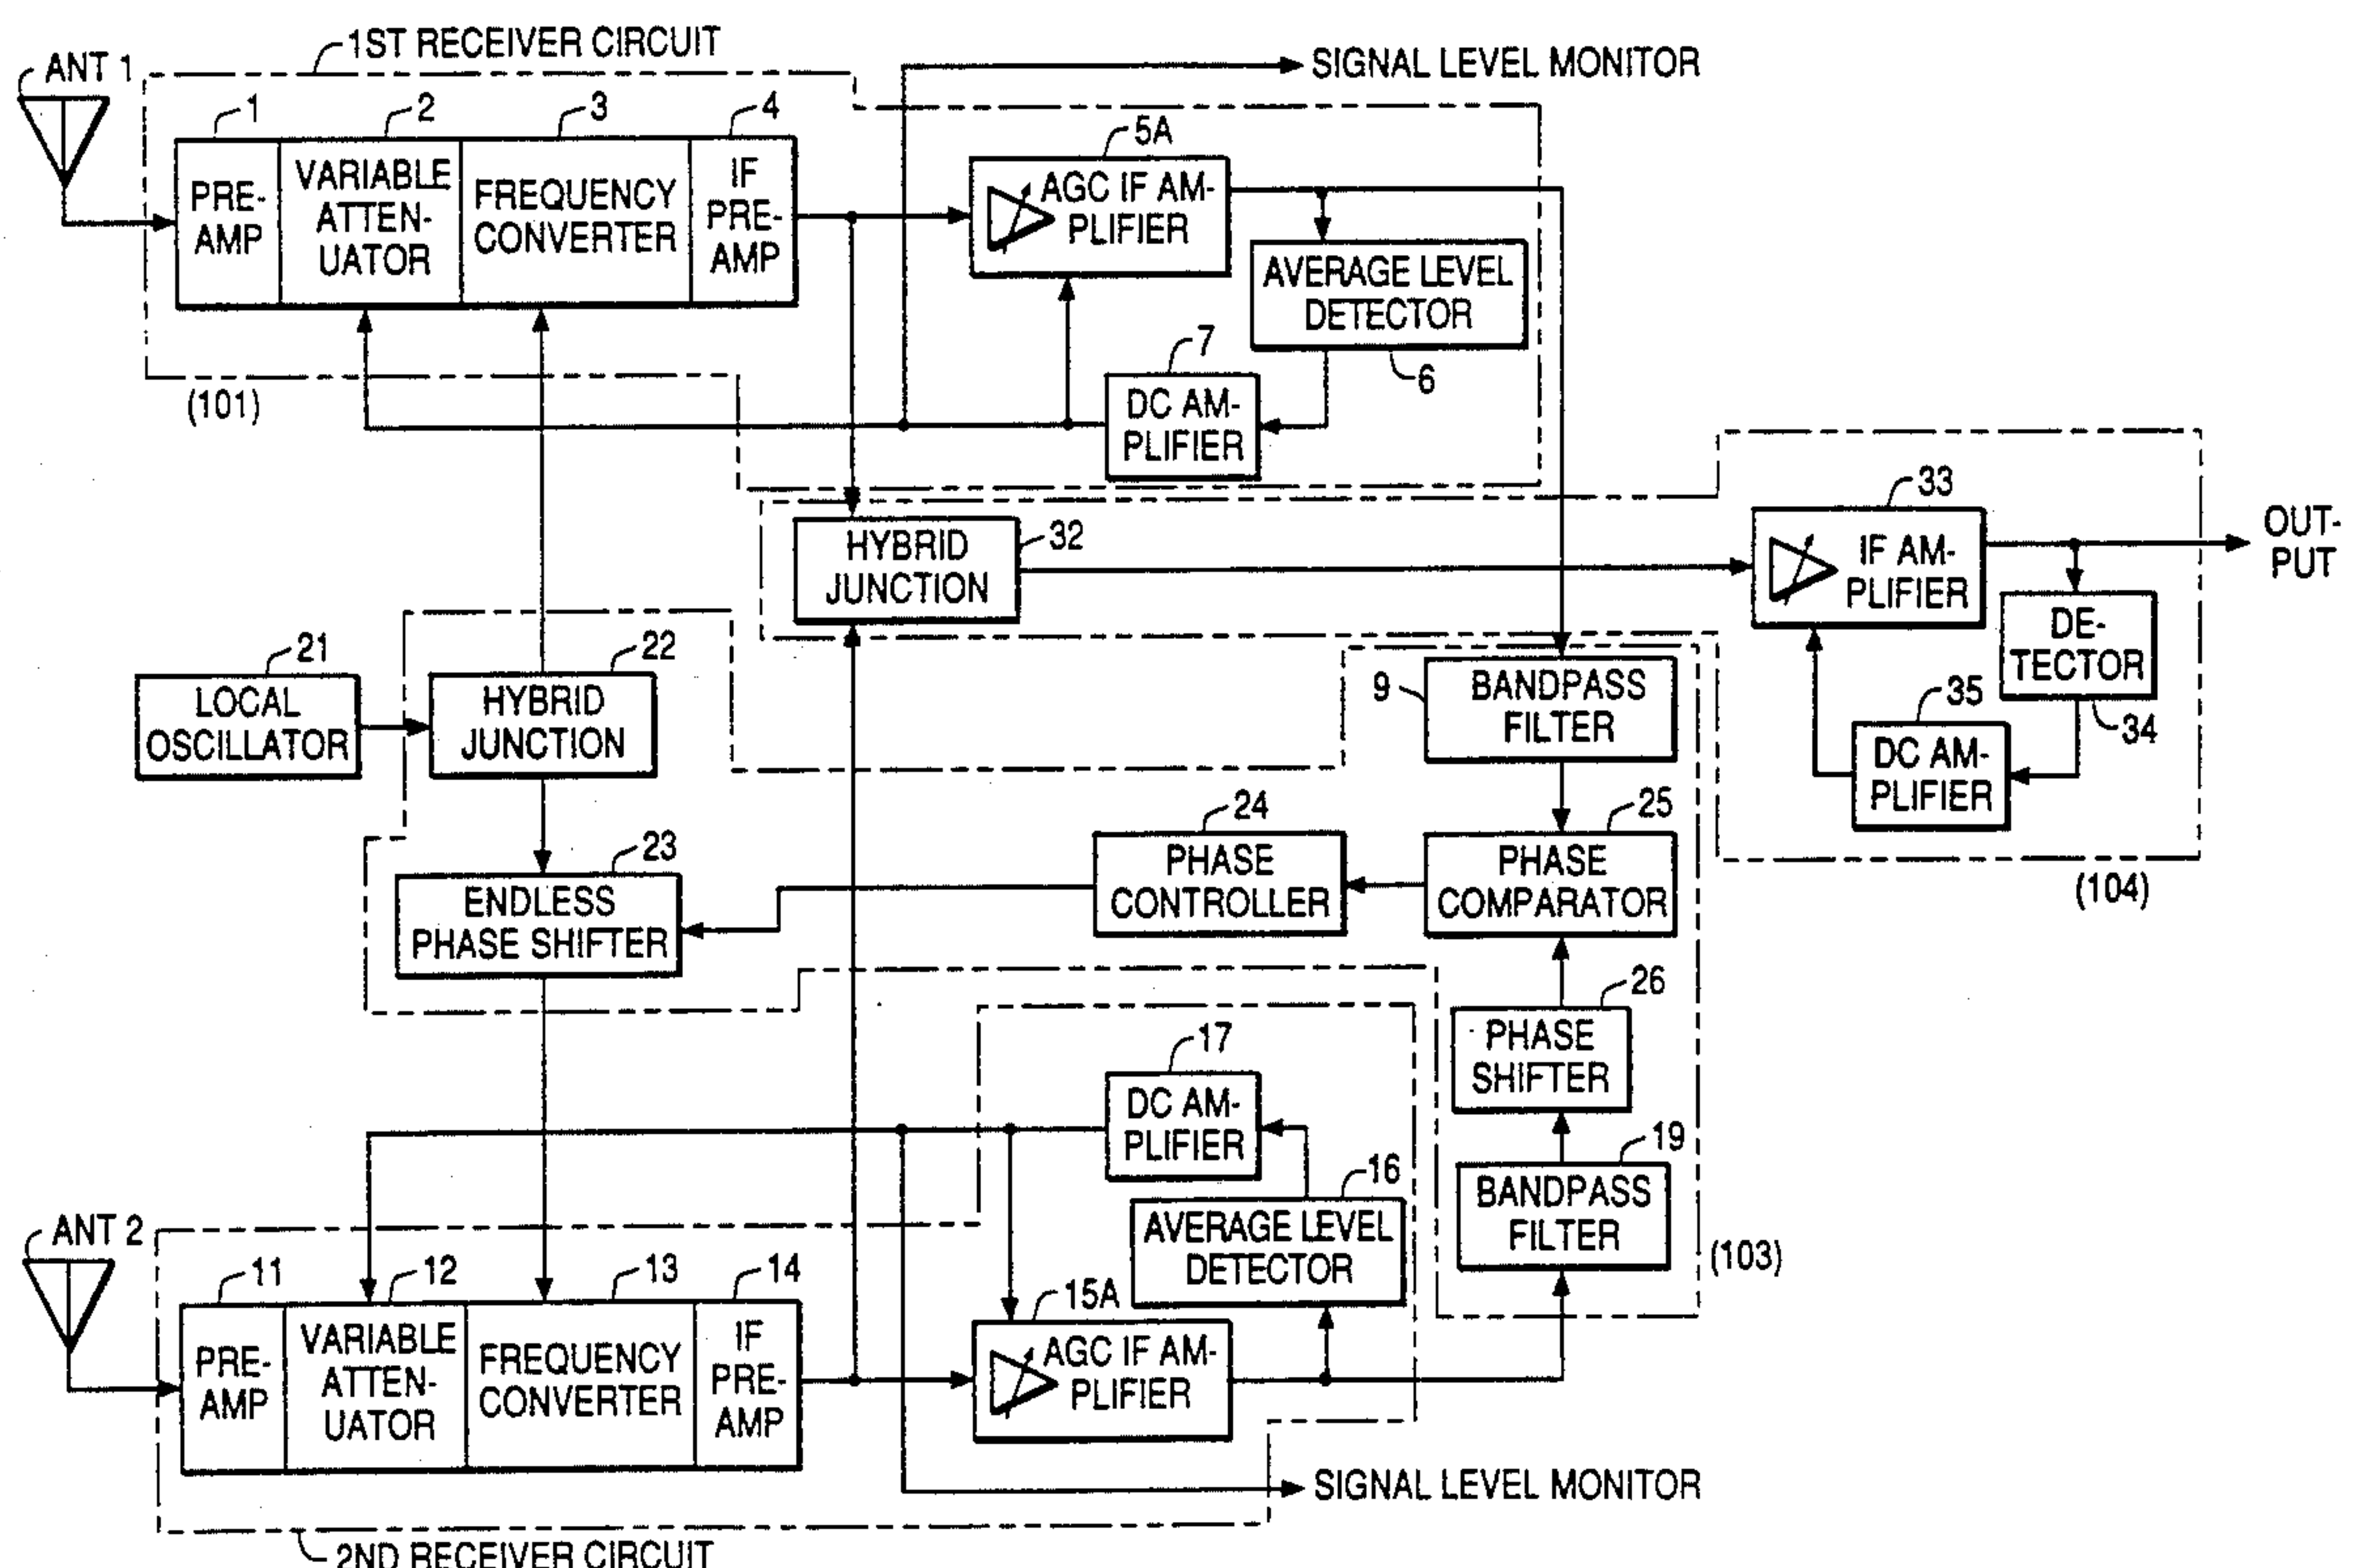 1ST RECEIVER CIRCUIT
ANT 1
SIGNAL LEVEL MONITOR
1
2
3
4
5A
PRE-
AMP
VARIABLE
ATTEN-
UATOR
FREQUENCY
CONVERTER
IF
PRE-
AMP
AGC IF AM-
PLIFIER
AVERAGE LEVEL
DETECTOR
6
7
DC AM-
PLIFIER
(101)
HYBRID
JUNCTION
32
33
IF AM-
PLIFIER
OUT-
PUT
DE-
TECTOR
34
35
DC AM-
PLIFIER
(104)
21
LOCAL
OSCILLATOR
22
HYBRID
JUNCTION
9
BANDPASS
FILTER
23
ENDLESS
PHASE SHIFTER
24
PHASE
CONTROLLER
25
PHASE
COMPARATOR
26
PHASE
SHIFTER
19
BANDPASS
FILTER
(103)
17
DC AM-
PLIFIER
16
AVERAGE LEVEL
DETECTOR
ANT 2
11
12
13
14
15A
PRE-
AMP
VARIABLE
ATTEN-
UATOR
FREQUENCY
CONVERTER
IF
PRE-
AMP
AGC IF AM-
PLIFIER
SIGNAL LEVEL MONITOR
2ND RECEIVER CIRCUIT